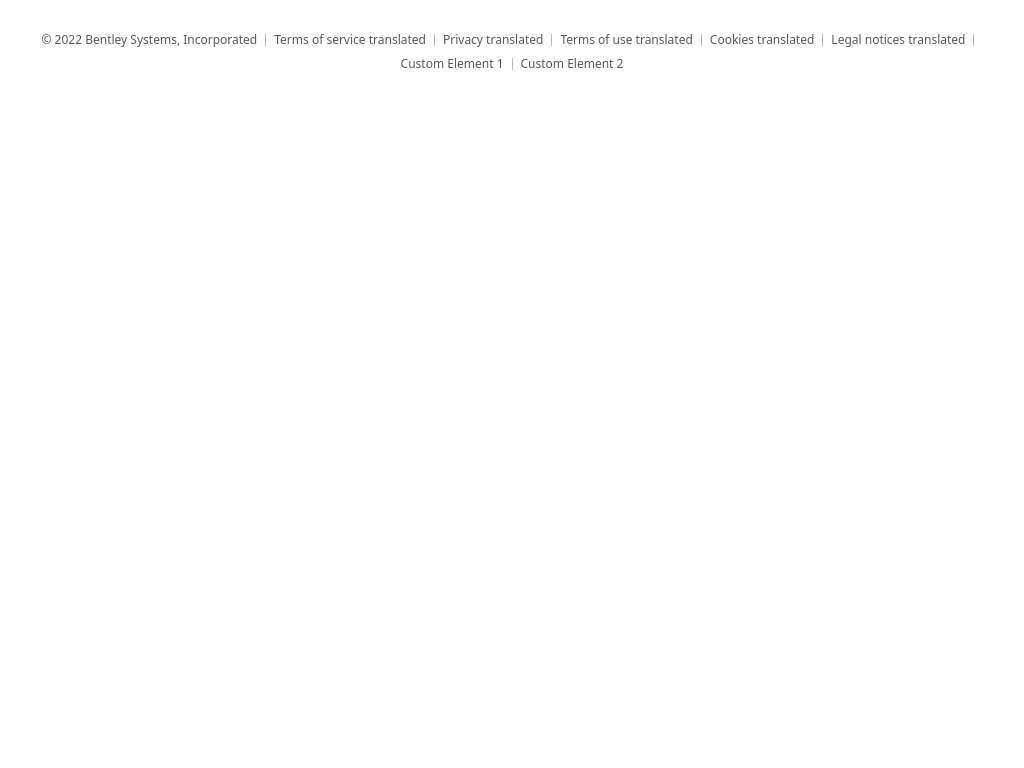 © 2022 Bentley Systems, Incorporated | Terms of service translated | Privacy translated | Terms of use translated | Cookies translated | Legal notices translated |
Custom Element 1 | Custom Element 2